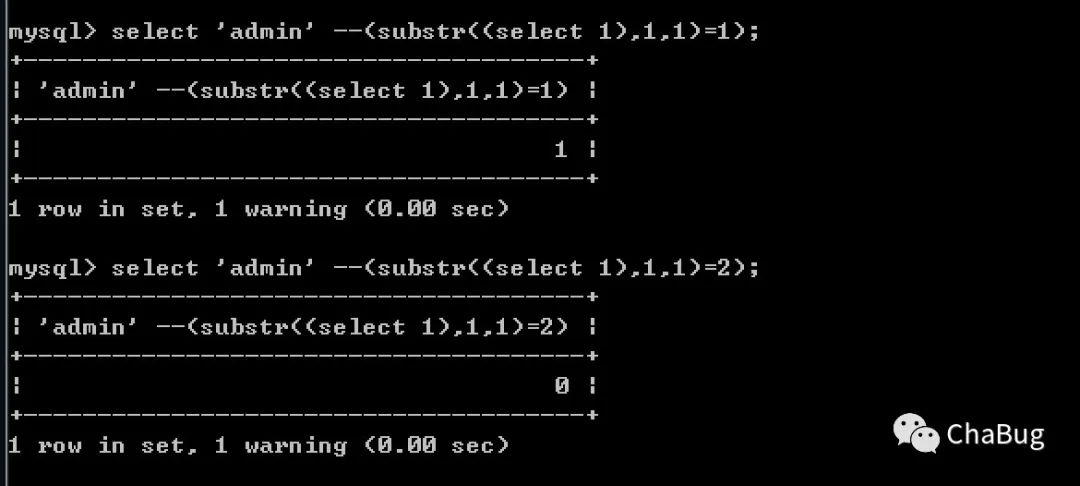 mysql> select 'admin' --(substr((select 1),1,1)=1);
+--------------------------------------+
| 'admin' --(substr((select 1),1,1)=1) |
+--------------------------------------+
|                                    1 |
+--------------------------------------+
1 row in set, 1 warning (0.00 sec)
mysql> select 'admin' --(substr((select 1),1,1)=2);
+--------------------------------------+
| 'admin' --(substr((select 1),1,1)=2) |
+--------------------------------------+
|                                    0 |
+--------------------------------------+
1 row in set, 1 warning (0.00 sec)
ChaBug